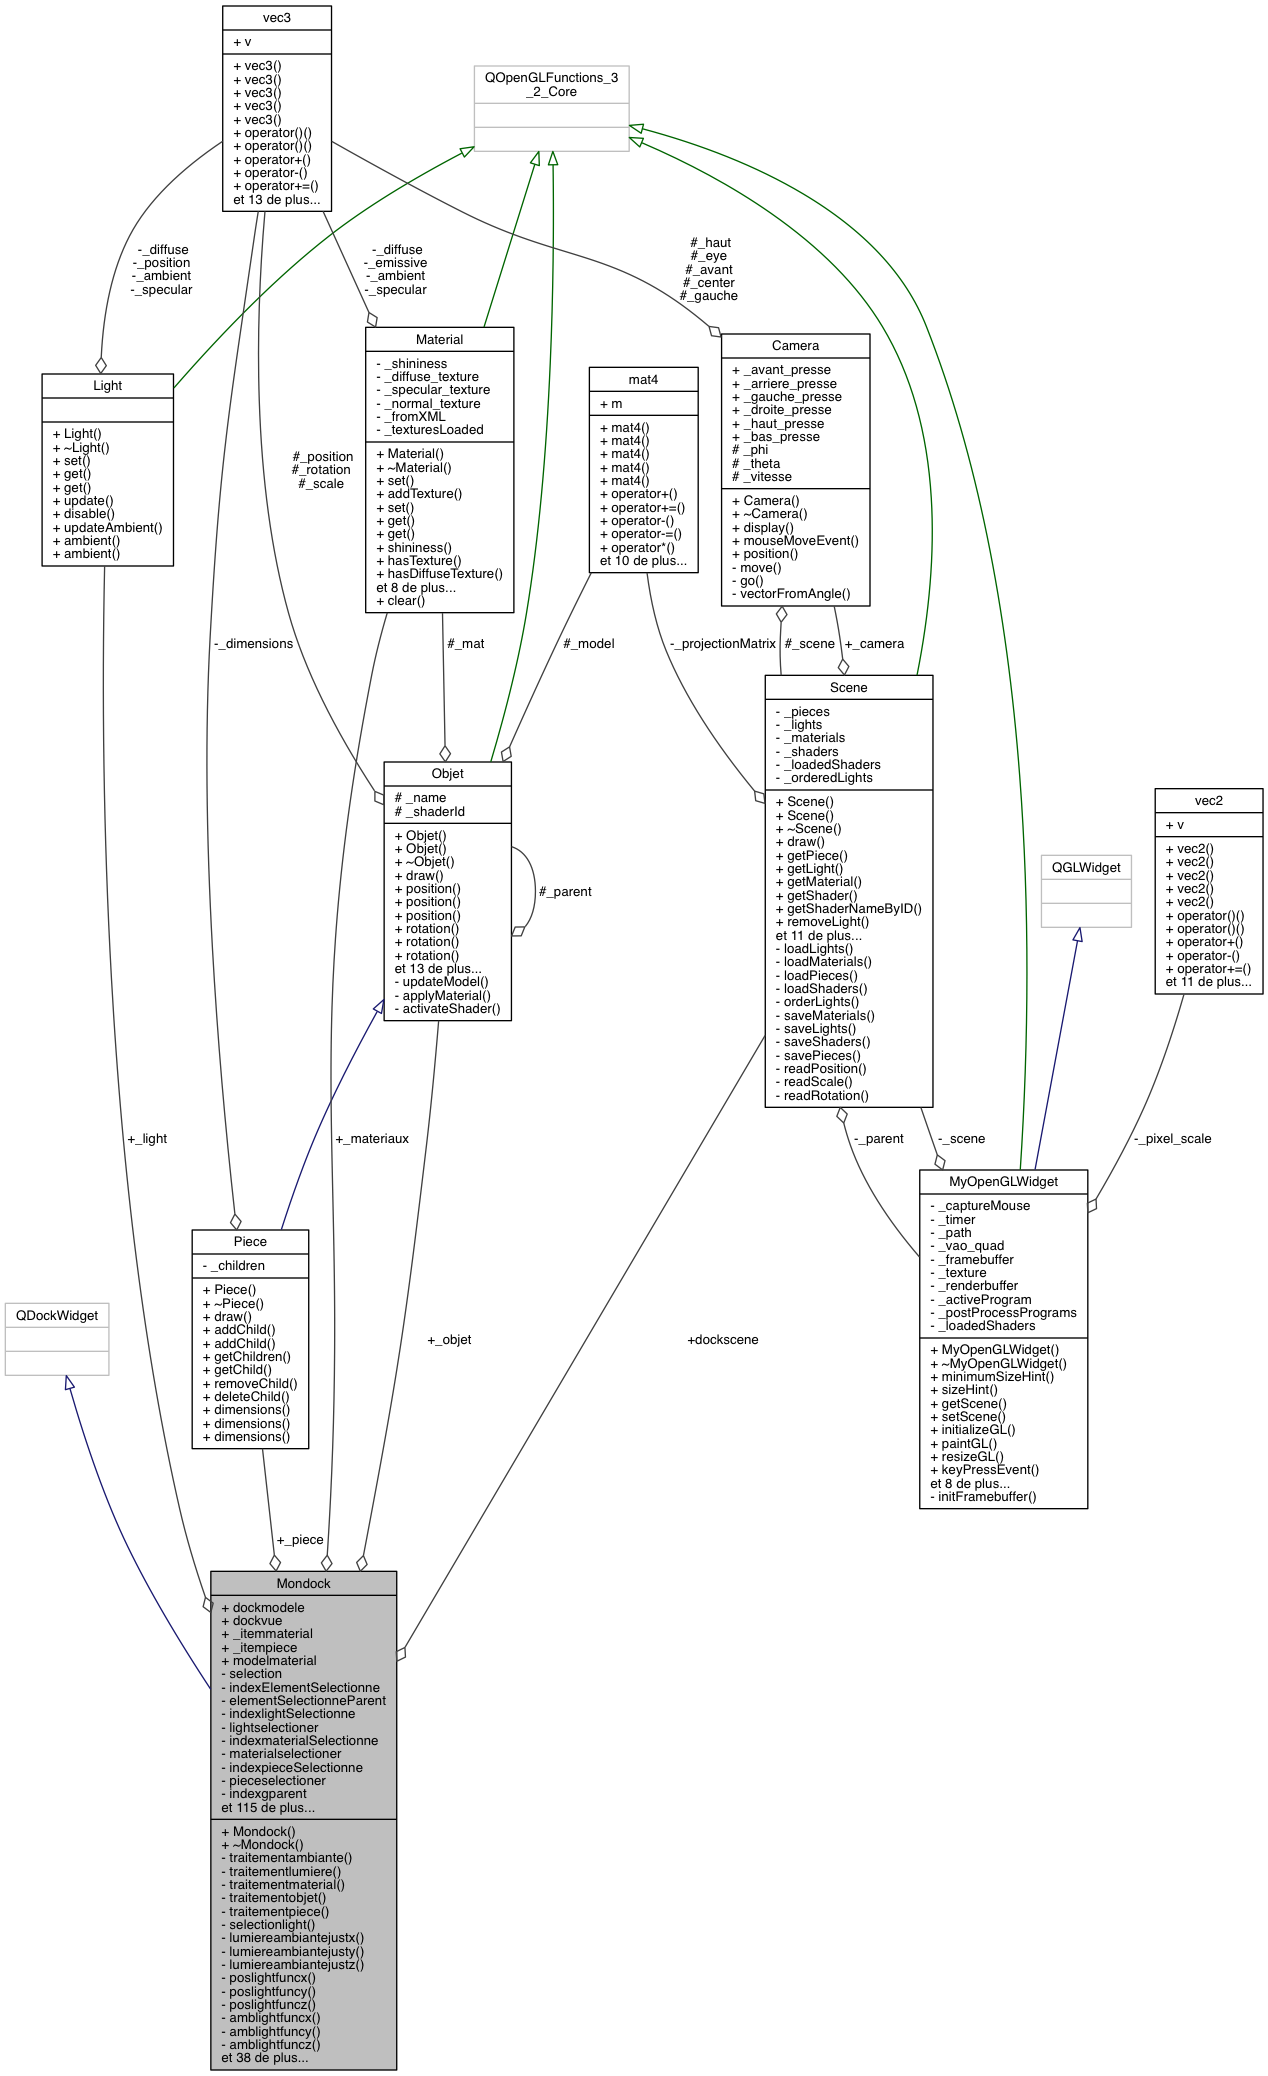 vec3
+ v
+ vec3()
+ vec3()
+ vec3()
+ vec3()
+ vec3()
+ operator()()
+ operator()()
+ operator+()
+ operator-()
+ operator+=()
et 13 de plus...
QOpenGLFunctions_3
_2_Core
-_diffuse
-_position
-_ambient
-_specular
-_diffuse
-_emissive
-_ambient
-_specular
#_haut
#_eye
#_avant
#_center
#_gauche
Light
+ Light()
+ ~Light()
+ set()
+ get()
+ get()
+ update()
+ disable()
+ updateAmbient()
+ ambient()
+ ambient()
#_position
#_rotation
#_scale
Material
- _shininess
- _diffuse_texture
- _specular_texture
- _normal_texture
- _fromXML
- _texturesLoaded
+ Material()
+ ~Material()
+ set()
+ addTexture()
+ set()
+ get()
+ get()
+ shininess()
+ hasTexture()
+ hasDiffuseTexture()
et 8 de plus...
+ clear()
mat4
+ m
+ mat4()
+ mat4()
+ mat4()
+ mat4()
+ mat4()
+ operator+()
+ operator+=()
+ operator-()
+ operator-=()
+ operator*()
et 10 de plus...
Camera
+ _avant_presse
+ _arriere_presse
+ _gauche_presse
+ _droite_presse
+ _haut_presse
+ _bas_presse
# _phi
# _theta
# _vitesse
+ Camera()
+ ~Camera()
+ display()
+ mouseMoveEvent()
+ position()
- move()
- go()
- vectorFromAngle()
-_dimensions
#_mat
#_model
-_projectionMatrix
#_scene
+_camera
Objet
# _name
# _shaderId
+ Objet()
+ Objet()
+ ~Objet()
+ draw()
+ position()
+ position()
+ position()
+ rotation()
+ rotation()
+ rotation()
et 13 de plus...
- updateModel()
- applyMaterial()
- activateShader()
#_parent
Scene
- _pieces
- _lights
- _materials
- _shaders
- _loadedShaders
- _orderedLights
+ Scene()
+ Scene()
+ ~Scene()
+ draw()
+ getPiece()
+ getLight()
+ getMaterial()
+ getShader()
+ getShaderNameByID()
+ removeLight()
et 11 de plus...
- loadLights()
- loadMaterials()
- loadPieces()
- loadShaders()
- orderLights()
- saveMaterials()
- saveLights()
- saveShaders()
- savePieces()
- readPosition()
- readScale()
- readRotation()
QGLWidget
vec2
+ v
+ vec2()
+ vec2()
+ vec2()
+ vec2()
+ vec2()
+ operator()()
+ operator()()
+ operator+()
+ operator-()
+ operator+=()
et 11 de plus...
+_light
+_materiaux
-_parent
-_scene
-_pixel_scale
MyOpenGLWidget
- _captureMouse
- _timer
- _path
- _vao_quad
- _framebuffer
- _texture
- _renderbuffer
- _activeProgram
- _postProcessPrograms
- _loadedShaders
+ MyOpenGLWidget()
+ ~MyOpenGLWidget()
+ minimumSizeHint()
+ sizeHint()
+ getScene()
+ setScene()
+ initializeGL()
+ paintGL()
+ resizeGL()
+ keyPressEvent()
et 8 de plus...
- initFramebuffer()
Piece
- _children
+ Piece()
+ ~Piece()
+ draw()
+ addChild()
+ addChild()
+ getChildren()
+ getChild()
+ removeChild()
+ deleteChild()
+ dimensions()
+ dimensions()
+ dimensions()
QDockWidget
+_objet
+dockscene
+_piece
Mondock
+ dockmodele
+ dockvue
+ _itemmaterial
+ _itempiece
+ modelmaterial
- selection
- indexElementSelectionne
- elementSelectionneParent
- indexlightSelectionne
- lightselectioner
- indexmaterialSelectionne
- materialselectioner
- indexpieceSelectionne
- pieceselectioner
- indexgparent
et 115 de plus...
+ Mondock()
+ ~Mondock()
- traitementambiante()
- traitementlumiere()
- traitementmaterial()
- traitementobjet()
- traitementpiece()
- selectionlight()
- lumiereambiantejustx()
- lumiereambiantejusty()
- lumiereambiantejustz()
- poslightfuncx()
- poslightfuncy()
- poslightfuncz()
- amblightfuncx()
- amblightfuncy()
- amblightfuncz()
et 38 de plus...